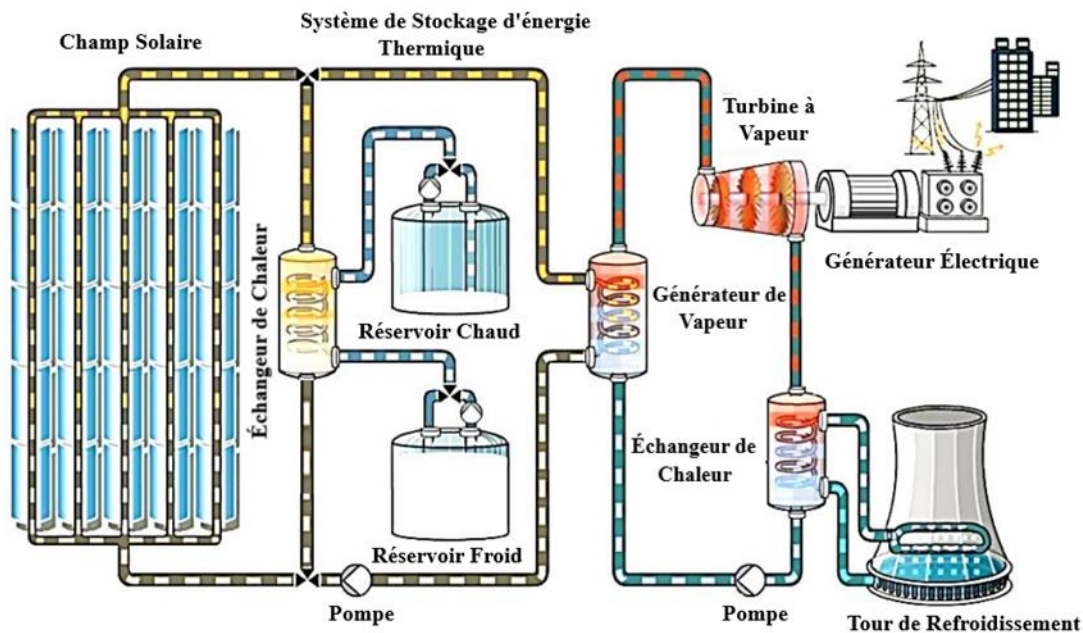 Champ Solaire
Système de Stockage d'énergie
Thermique
Turbine à
Vapeur
Générateur Électrique
Échangeur de Chaleur
Réservoir Chaud
Générateur de
Vapeur
Échangeur de
Chaleur
Réservoir Froid
Pompe
Pompe
Tour de Refroidissement